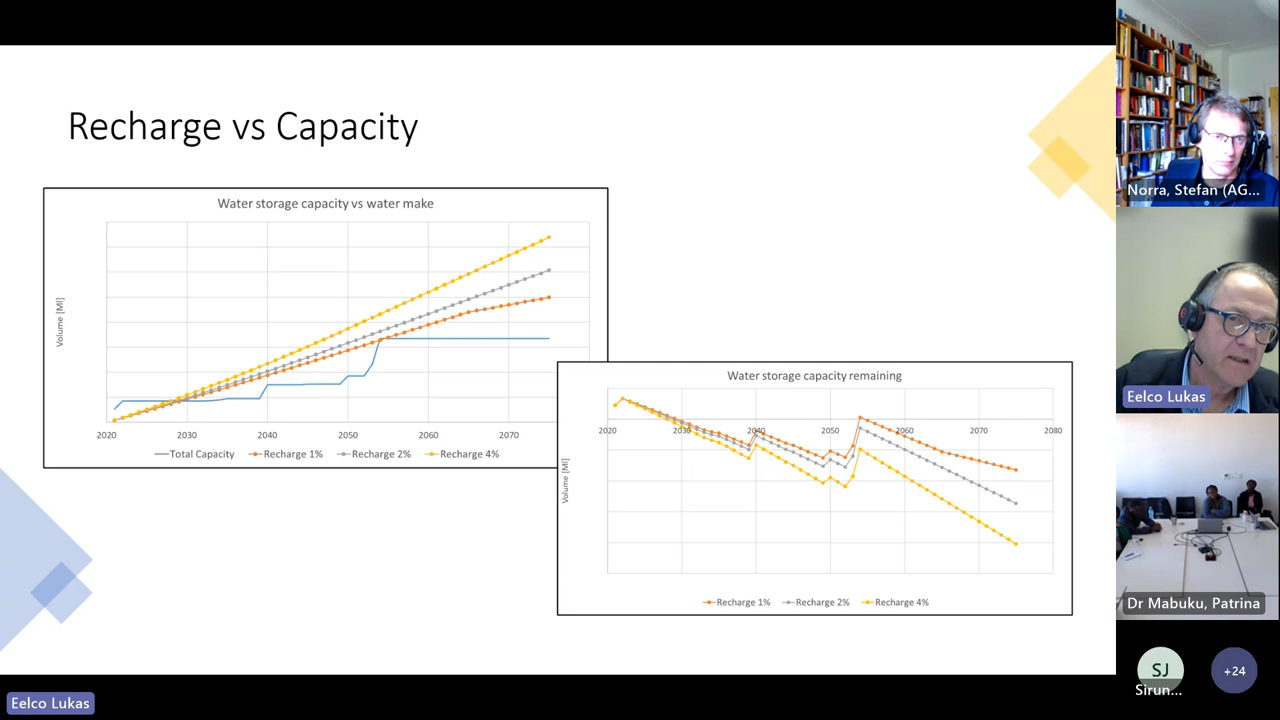 Recharge vs Capacity
Water storage capacity vs water make
Volume [Ml]
2020 2030 2040 2050 2060 2070
Total Capacity Recharge 1% Recharge 2% Recharge 4%
Water storage capacity remaining
Volume [Ml]
2020 2030 2040 2050 2060 2070 2080
Recharge 1% Recharge 2% Recharge 4%
Norra, Stefan (AG...
Eelco Lukas
Dr Mabuku, Patrina
SJ
Sirun...
+24
Eelco Lukas